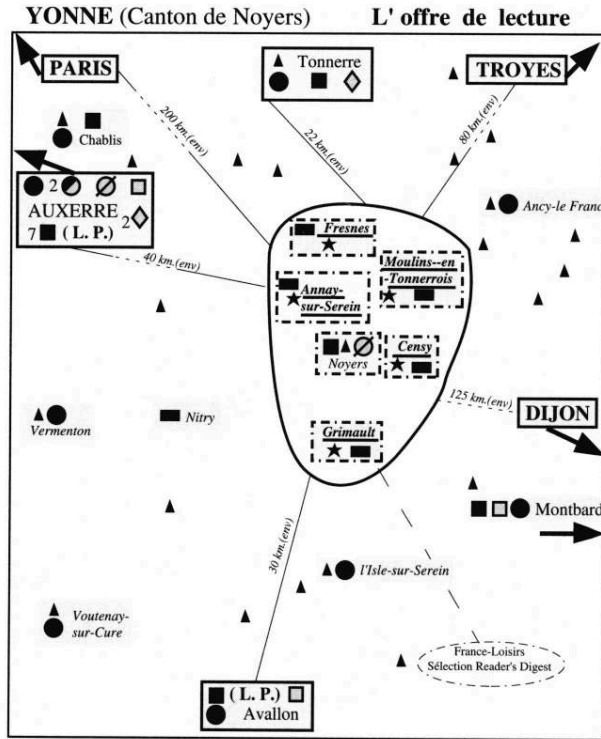 YONNE (Canton de Noyers) L' offre de lecture
PARIS
Tonnerre
TROYES
200 km.(env)
22 km.(env)
80 km.(env)
Chablis
2
AUXERRE 2
7 (L. P.)
Ancy-le Franc
40 km.(env)
Fresnes
Moulins--en
-Tonnerrois
Annay-
sur-Serein
Noyers
Censy
125 km.(env)
DIJON
Vermenton
Nitry
Grimault
Montbard
30 km.(env)
l'Isle-sur-Serein
Voutenay-
sur-Cure
France-Loisirs
Sélection Reader's Digest
(L. P.)
Avallon